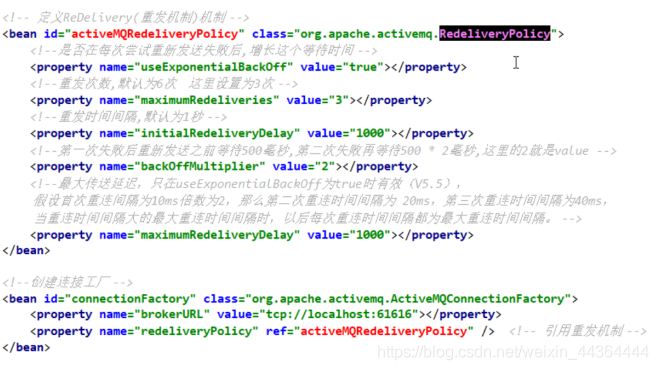 <!-- 定义ReDelivery(重发机制)机制 -->
<bean id="activeMQRedeliveryPolicy" class="org.apache.activemq.RedeliveryPolicy">
<!--是否在每次尝试重新发送失败后,增长这个等待时间 -->
<property name="useExponentialBackOff" value="true"></property>
<!--重发次数,默认为6次 这里设置为3次 -->
<property name="maximumRedeliveries" value="3"></property>
<!--重发时间间隔,默认为1秒 -->
<property name="initialRedeliveryDelay" value="1000"></property>
<!--第一次失败后重新发送之前等待500毫秒,第二次失败再等待500 * 2毫秒,这里的2就是value -->
<property name="backOffMultiplier" value="2"></property>
<!--最大传送延迟，只在useExponentialBackOff为true时有效（V5.5），
假设首次重连间隔为10ms倍数为2，那么第二次重连时间间隔为 20ms，第三次重连时间间隔为40ms，
当重连时间间隔大的最大重连时间间隔时，以后每次重连时间间隔都为最大重连时间间隔。 -->
<property name="maximumRedeliveryDelay" value="1000"></property>
</bean>
<!--创建连接工厂 -->
<bean id="connectionFactory" class="org.apache.activemq.ActiveMQConnectionFactory">
<property name="brokerURL" value="tcp://localhost:61616"></property>
<property name="redeliveryPolicy" ref="activeMQRedeliveryPolicy" /> <!-- 引用重发机制 -->
</bean>
https://blog.csdn.net/weixin_44364444